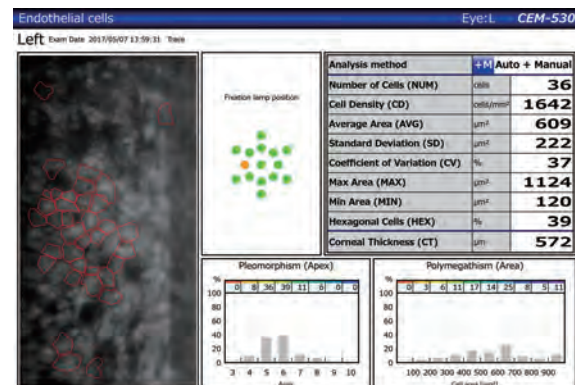 Endothelial cells Eye:L CEM-530
Left Exam Date 2017/05/07 13:59:31 Trace
Fixation lamp position
Analysis method +M Auto + Manual
Number of Cells (NUM) cells 36
Cell Density (CD) cells/mm² 1642
Average Area (AVG) μm² 609
Standard Deviation (SD) μm² 222
Coefficient of Variation (CV) % 37
Max Area (MAX) μm² 1124
Min Area (MIN) μm² 120
Hexagonal Cells (HEX) % 39
Corneal Thickness (CT) μm 572
Pleomorphism (Apex)
%
0 8 36 39 11 6 0 0
100
80
60
40
20
0
3 4 5 6 7 8 9 10
Apex
Polymegathism (Area)
%
0 3 6 11 17 14 25 8 5 11
100
80
60
40
20
0
100 200 300 400 500 600 700 800 900